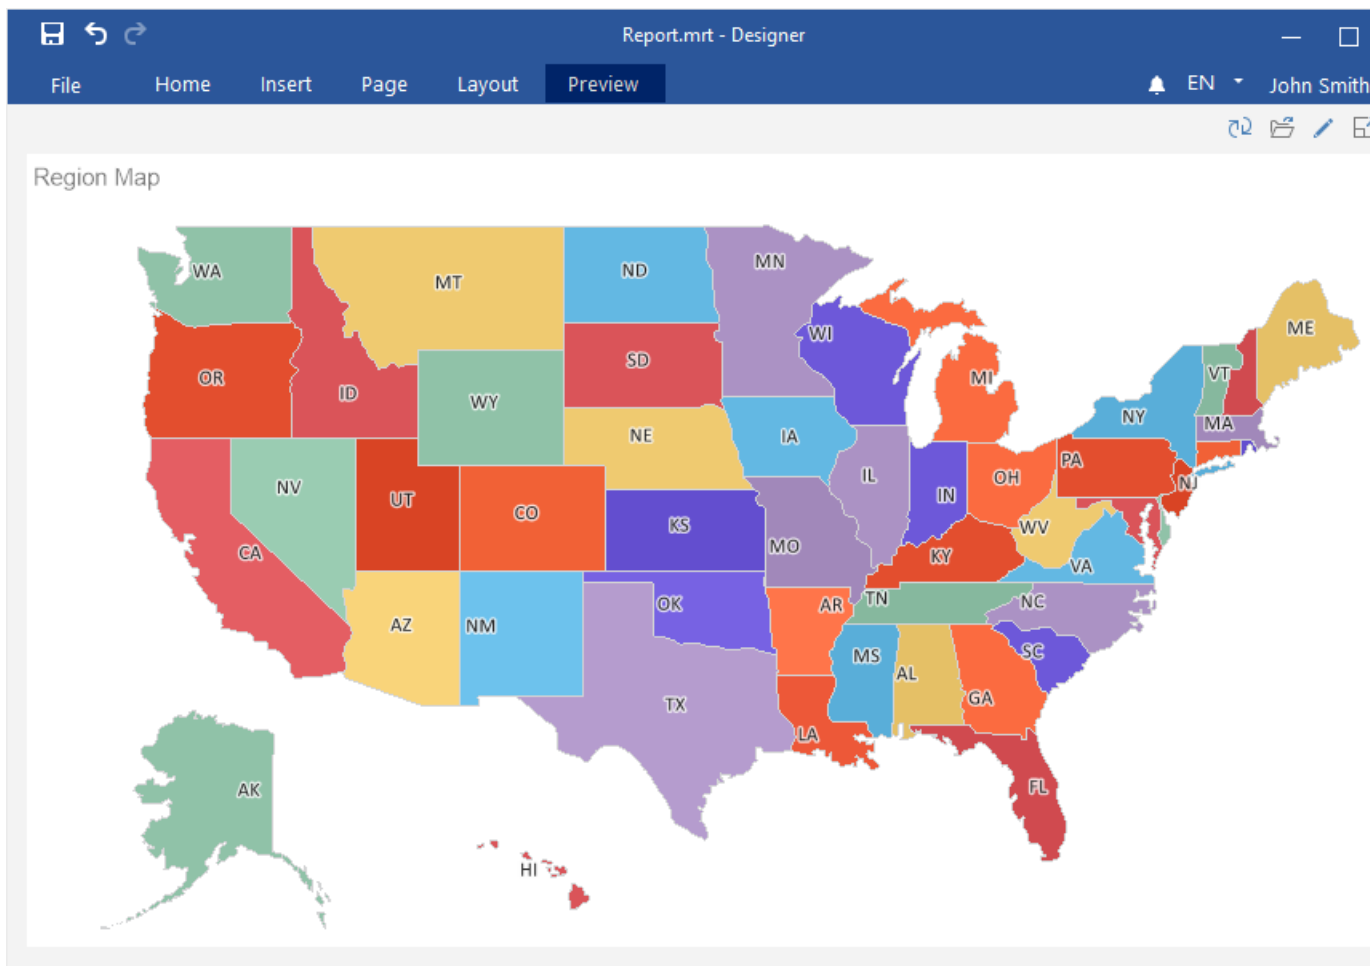 Report.mrt - Designer
File Home Insert Page Layout Preview EN John Smith
Region Map
WA MT ND MN
OR ID WY SD WI MI ME
NE IA NY VT MA
NV UT CO KS IL IN OH PA NJ
CA MO KY WV VA
AZ NM OK AR TN NC
TX MS AL SC
LA GA
AK FL
HI